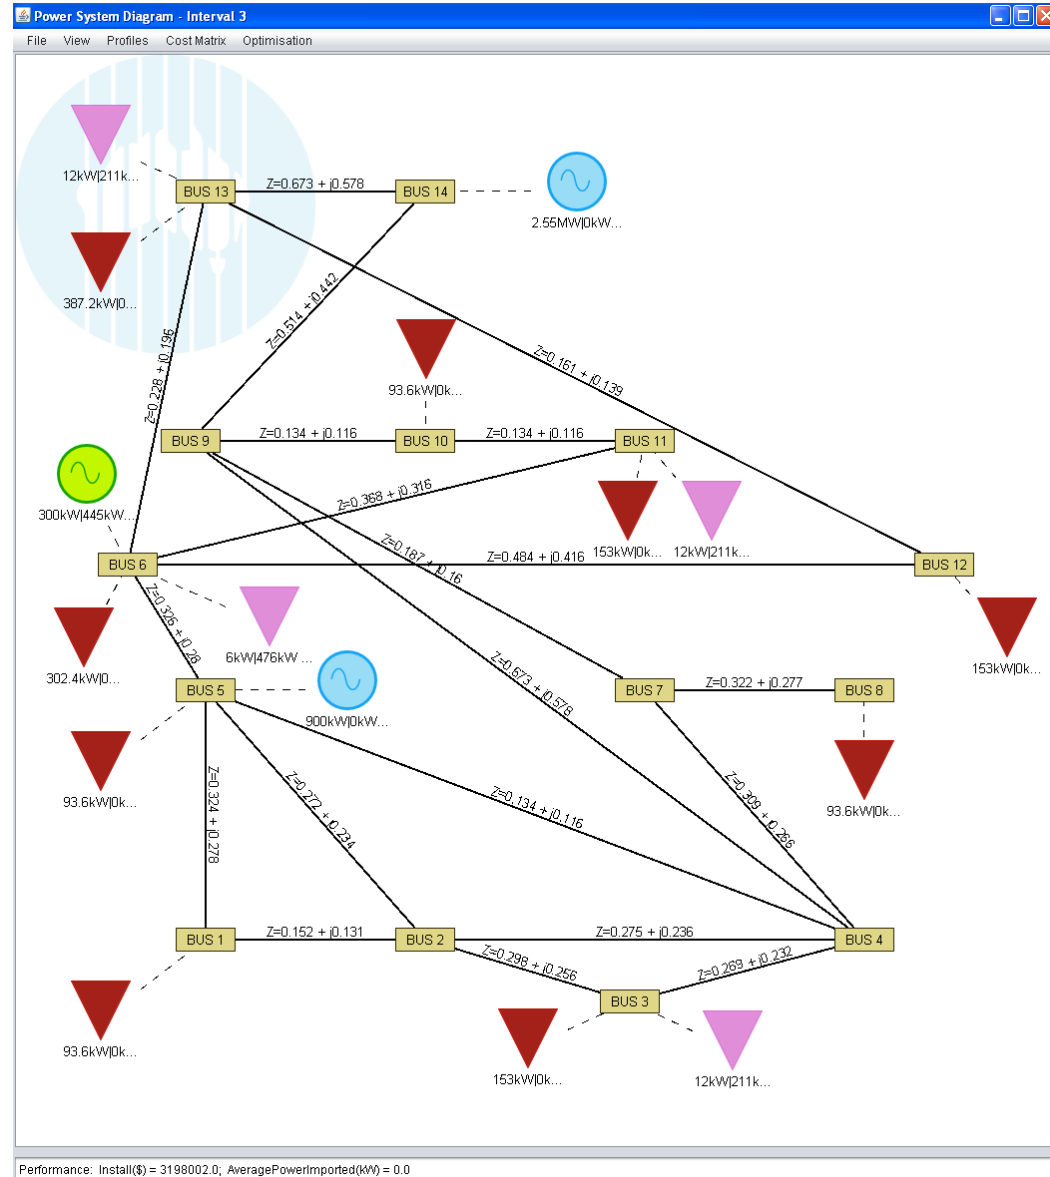 Power System Diagram - Interval 3
File View Profiles Cost Matrix Optimisation
12kW|211k...
BUS 13
Z=0.673 + j0.578
BUS 14
2.55MW|0kW...
387.2kW|0...
Z=0.514 + j0.442
Z=0.228 + j0.196
Z=0.161 + j0.139
93.6kW|0k...
BUS 9
Z=0.134 + j0.116
BUS 10
Z=0.134 + j0.116
BUS 11
Z=0.368 + j0.316
300kW|445kW...
153kW|0k...
12kW|211k...
BUS 6
Z=0.187 + j0.16
Z=0.484 + j0.416
BUS 12
Z=0.326 + j0.28
302.4kW|0...
6kW|476kW ...
153kW|0k...
Z=0.673 + j0.578
BUS 5
900kW|0kW...
BUS 7
Z=0.322 + j0.277
BUS 8
93.6kW|0k...
Z=0.324 + j0.278
Z=0.272 + j0.234
Z=0.134 + j0.116
Z=0.309 + j0.266
93.6kW|0k...
BUS 1
Z=0.152 + j0.131
BUS 2
Z=0.275 + j0.236
BUS 4
Z=0.298 + j0.256
Z=0.269 + j0.232
BUS 3
93.6kW|0k...
153kW|0k...
12kW|211k...
Performance: Install($) = 3198002.0; AveragePowerImported(kW) = 0.0